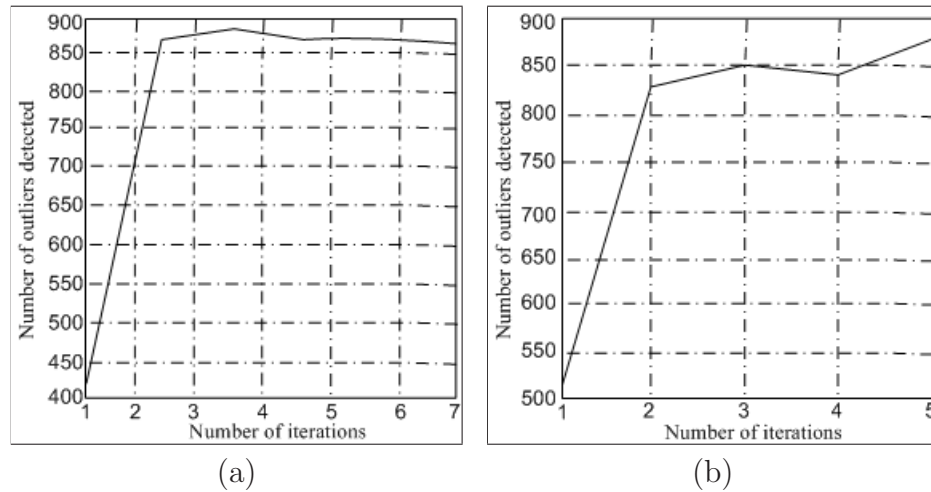 900
850
800
750
700
650
600
550
500
450
400
Number of outliers detected
1 2 3 4 5 6 7
Number of iterations
(a)
900
850
800
750
700
650
600
550
500
Number of outliers detected
1 2 3 4 5
Number of iterations
(b)